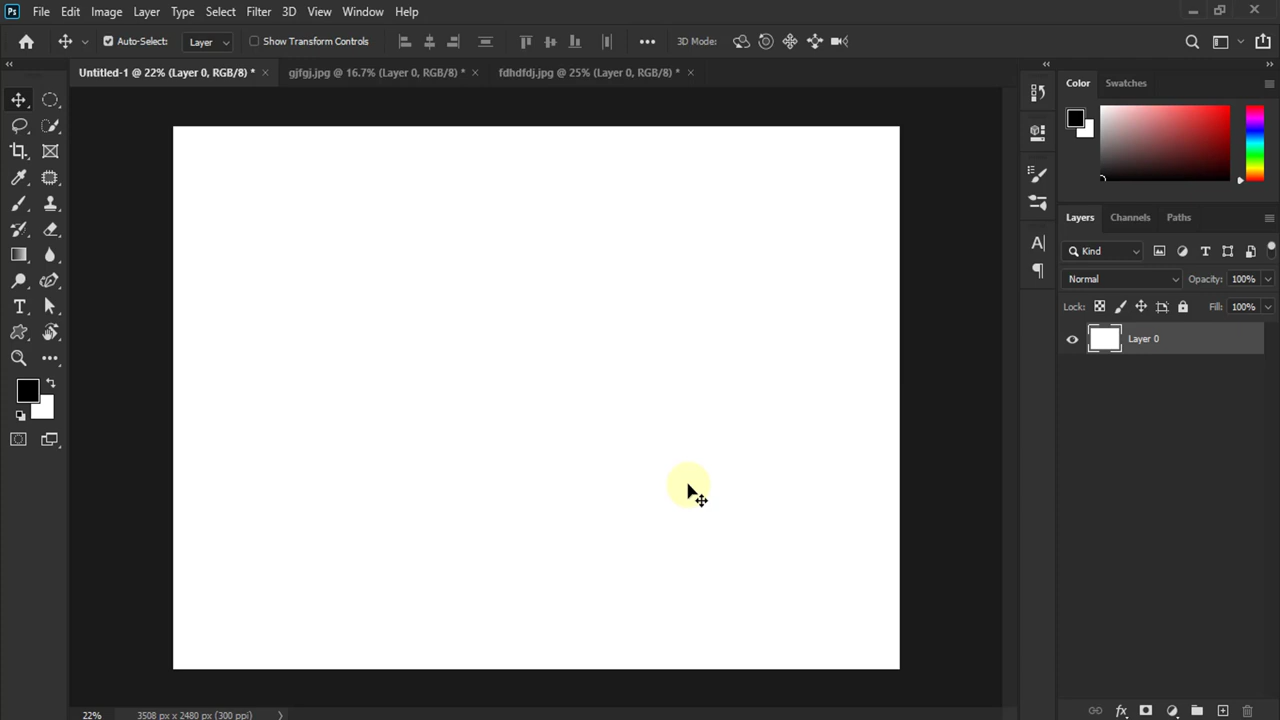 Ps File Edit Image Layer Type Select Filter 3D View Window Help
Auto-Select: Layer Show Transform Controls 3D Mode:
Untitled-1 @ 22% (Layer 0, RGB/8) * × gjfgj.jpg @ 16.7% (Layer 0, RGB/8) * × fdhdfdj.jpg @ 25% (Layer 0, RGB/8) * ×
Color Swatches
Layers Channels Paths
Kind
Normal Opacity: 100%
Lock: Fill: 100%
Layer 0
22% 3508 px x 2480 px (300 ppi)